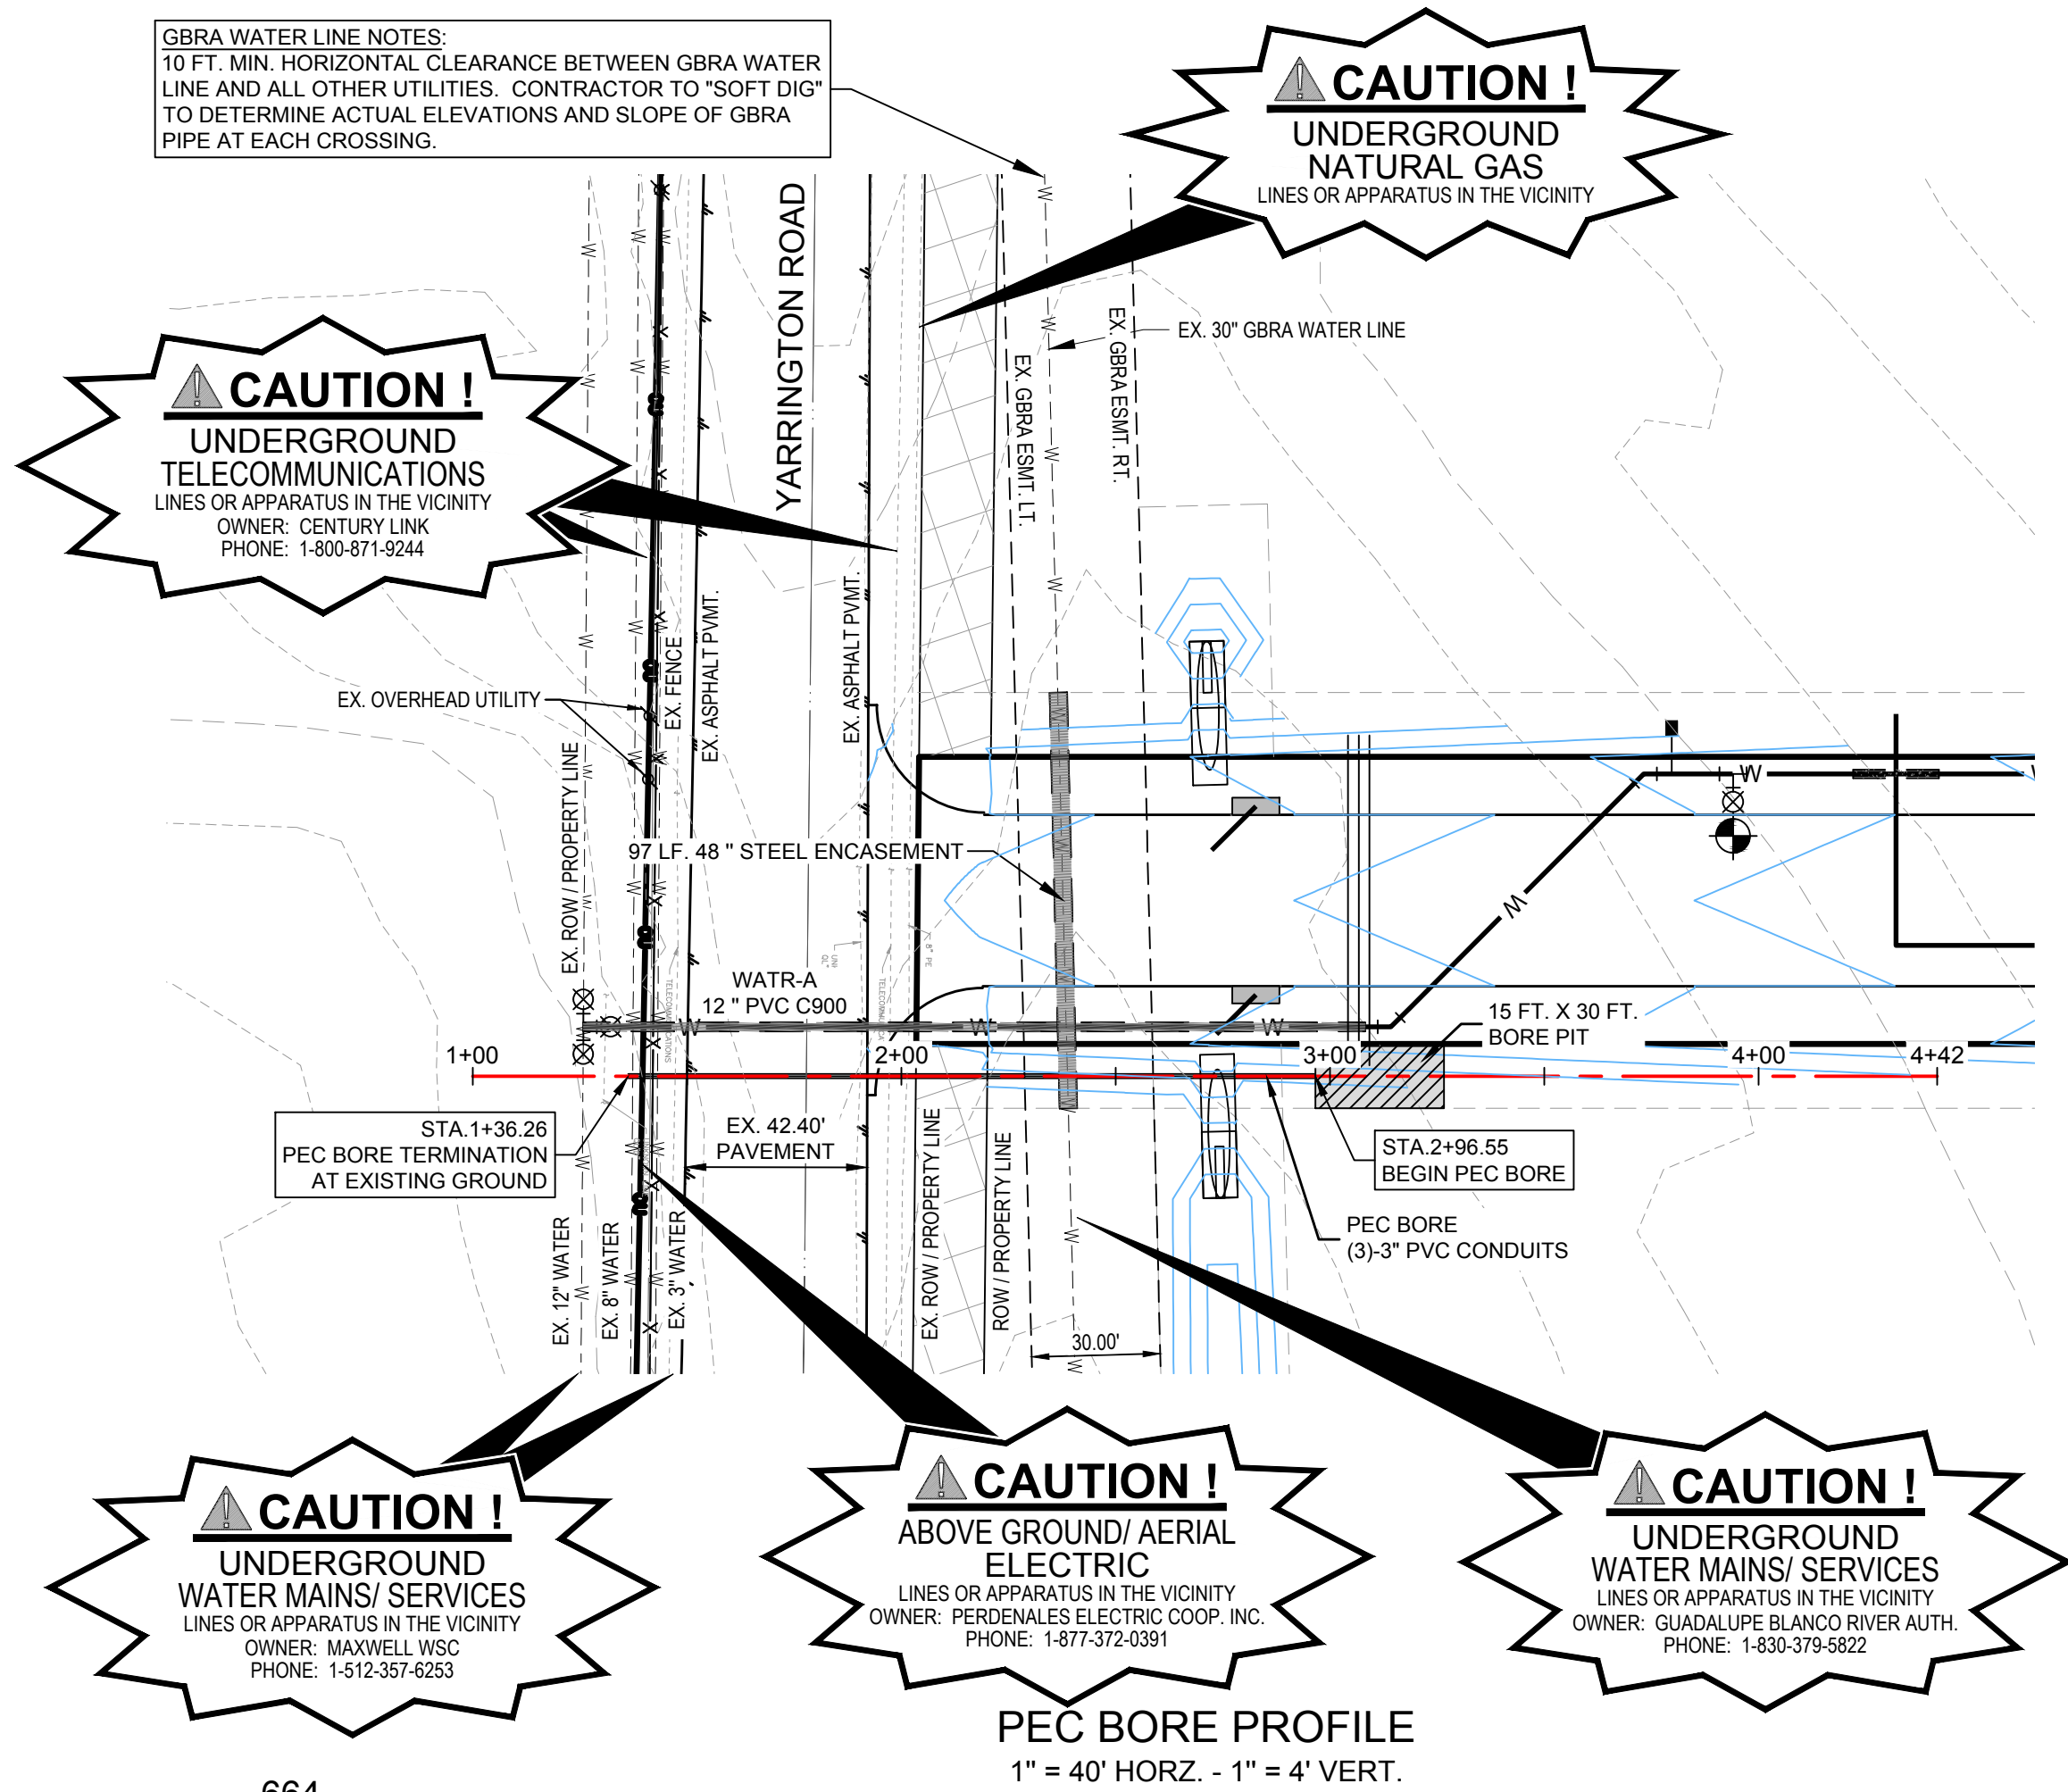 GBRA WATER LINE NOTES:
10 FT. MIN. HORIZONTAL CLEARANCE BETWEEN GBRA WATER
LINE AND ALL OTHER UTILITIES. CONTRACTOR TO "SOFT DIG"
TO DETERMINE ACTUAL ELEVATIONS AND SLOPE OF GBRA
PIPE AT EACH CROSSING.
CAUTION !
UNDERGROUND
NATURAL GAS
LINES OR APPARATUS IN THE VICINITY
YARRINGTON ROAD
EX. 30" GBRA WATER LINE
EX. GBRA ESMT. LT.
EX. GBRA ESMT. RT.
CAUTION !
UNDERGROUND
TELECOMMUNICATIONS
LINES OR APPARATUS IN THE VICINITY
OWNER: CENTURY LINK
PHONE: 1-800-871-9244
EX. OVERHEAD UTILITY
EX. ROW / PROPERTY LINE
EX. FENCE
EX. ASPHALT PVMT.
EX. ASPHALT PVMT.
97 LF. 48 " STEEL ENCASEMENT
8" PE
TELECOMMUNICATIONS
WATR-A
12 " PVC C900
15 FT. X 30 FT.
BORE PIT
1+00
2+00
3+00
4+00
4+42
STA.1+36.26
PEC BORE TERMINATION
AT EXISTING GROUND
EX. 42.40'
PAVEMENT
STA.2+96.55
BEGIN PEC BORE
PEC BORE
(3)-3" PVC CONDUITS
EX. 12" WATER
EX. 8" WATER
EX. 3" WATER
EX. ROW / PROPERTY LINE
ROW / PROPERTY LINE
30.00'
W
W
W
W
W
OU
OU
OU
OU
CAUTION !
UNDERGROUND
WATER MAINS/ SERVICES
LINES OR APPARATUS IN THE VICINITY
OWNER: MAXWELL WSC
PHONE: 1-512-357-6253
CAUTION !
ABOVE GROUND/ AERIAL
ELECTRIC
LINES OR APPARATUS IN THE VICINITY
OWNER: PERDENALES ELECTRIC COOP. INC.
PHONE: 1-877-372-0391
CAUTION !
UNDERGROUND
WATER MAINS/ SERVICES
LINES OR APPARATUS IN THE VICINITY
OWNER: GUADALUPE BLANCO RIVER AUTH.
PHONE: 1-830-379-5822
PEC BORE PROFILE
1" = 40' HORZ. - 1" = 4' VERT.
664